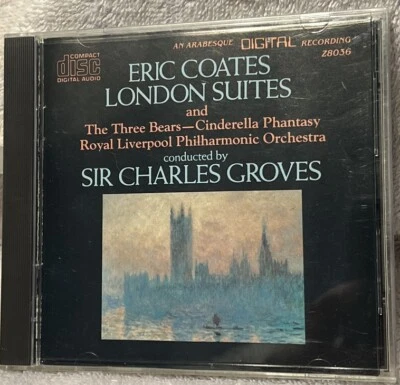 COMPACT
disc
DIGITAL AUDIO
AN ARABESQUE DIGITAL RECORDING
Z8036
ERIC COATES
LONDON SUITES
and
The Three Bears—Cinderella Phantasy
Royal Liverpool Philharmonic Orchestra
conducted by
SIR CHARLES GROVES